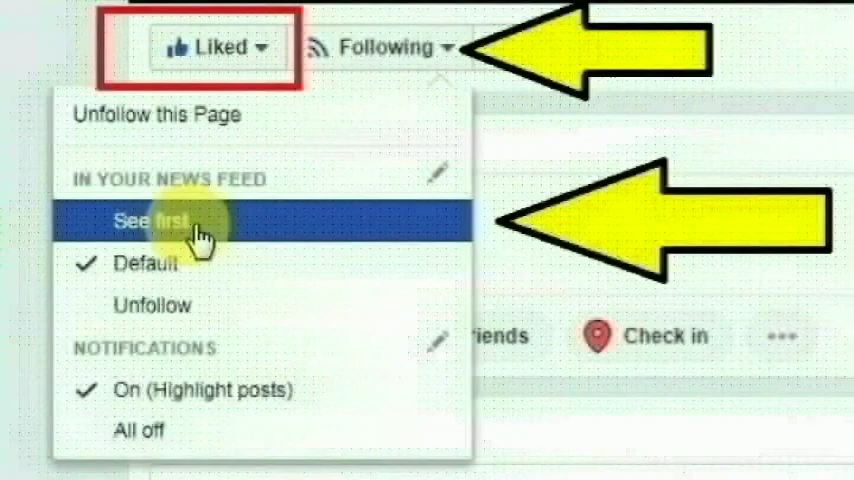 Liked
Following
Unfollow this Page
IN YOUR NEWS FEED
See first
Default
Unfollow
NOTIFICATIONS
riends
Check in
On (Highlight posts)
All off